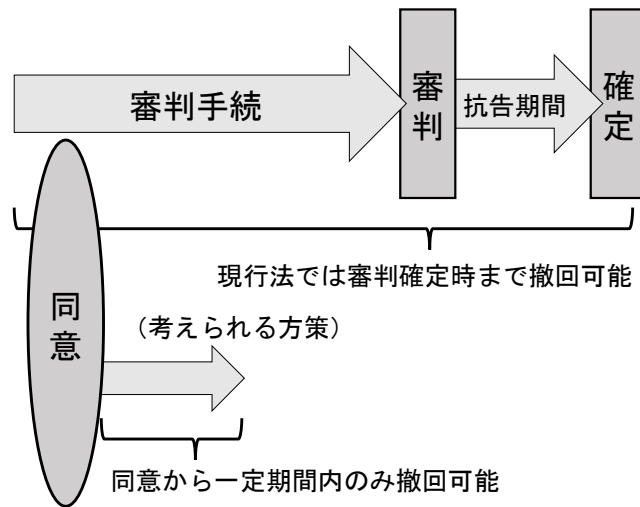 審判手続
審判
抗告期間
確定
現行法では審判確定時まで撤回可能
同意
（考えられる方策）
同意から一定期間内のみ撤回可能